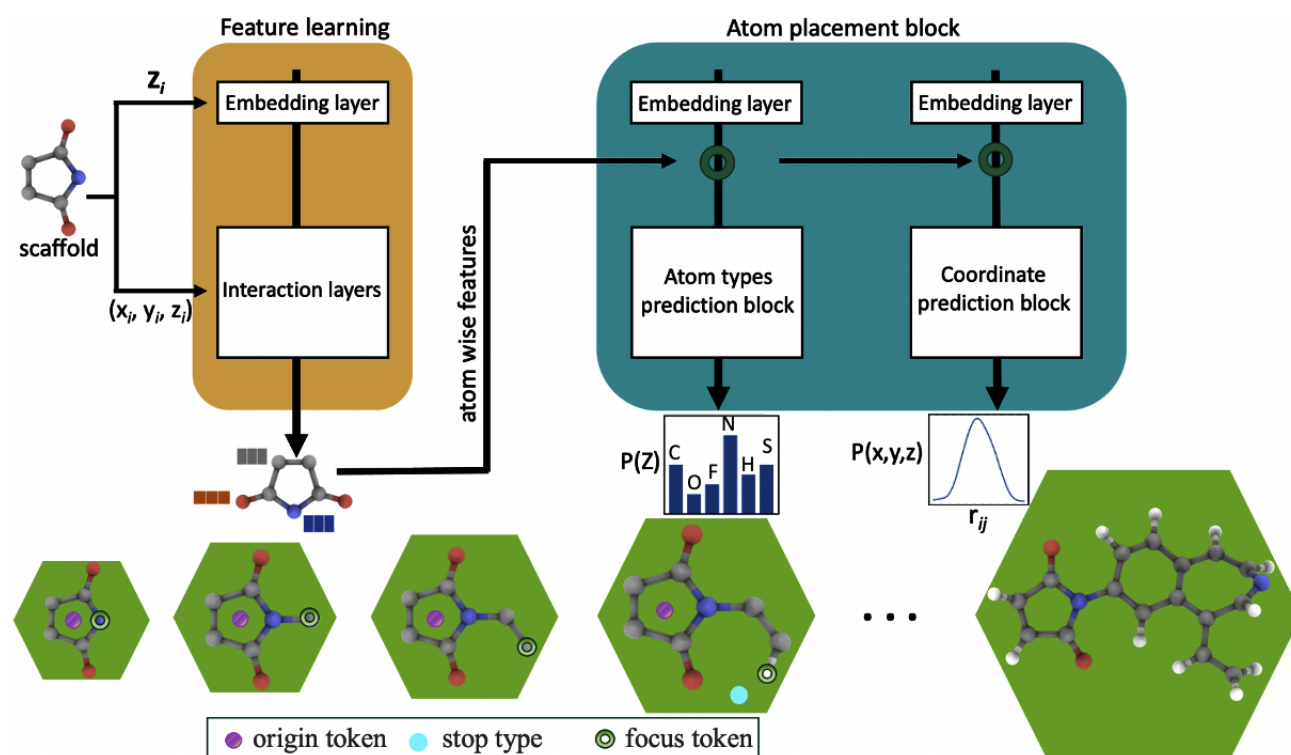 Feature learning
Atom placement block
Z_i
Embedding layer
Embedding layer
Embedding layer
scaffold
(x_i, y_i, z_i)
Interaction layers
atom wise features
Atom types
prediction block
Coordinate
prediction block
P(Z)
C
O
F
N
H
S
P(x,y,z)
r_ij
...
origin token
stop type
focus token